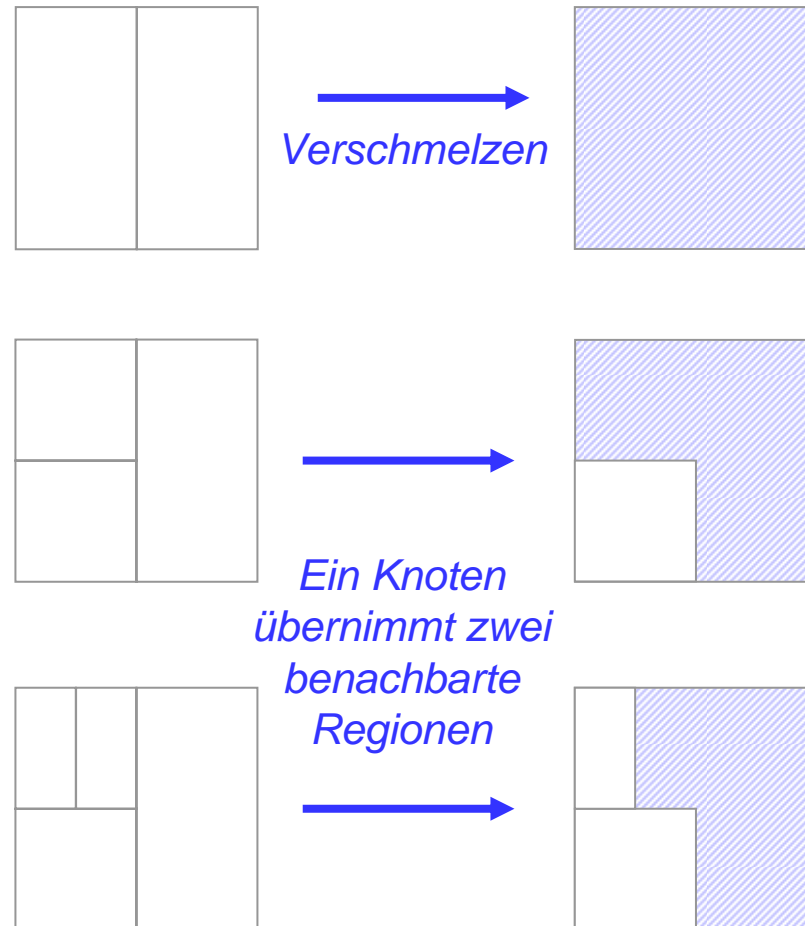 Verschmelzen
Ein Knoten
übernimmt zwei
benachbarte
Regionen